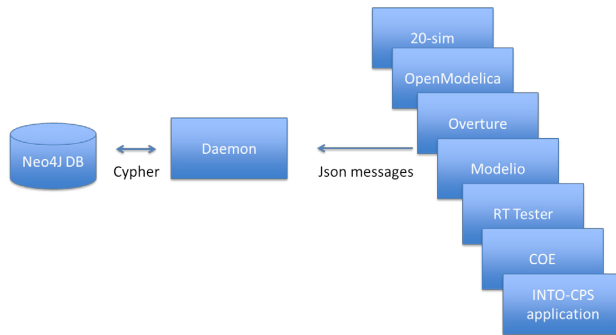 20-sim
OpenModelica
Overture
Neo4J DB
Daemon
Cypher
Json messages
Modelio
RT Tester
COE
INTO-CPS
application